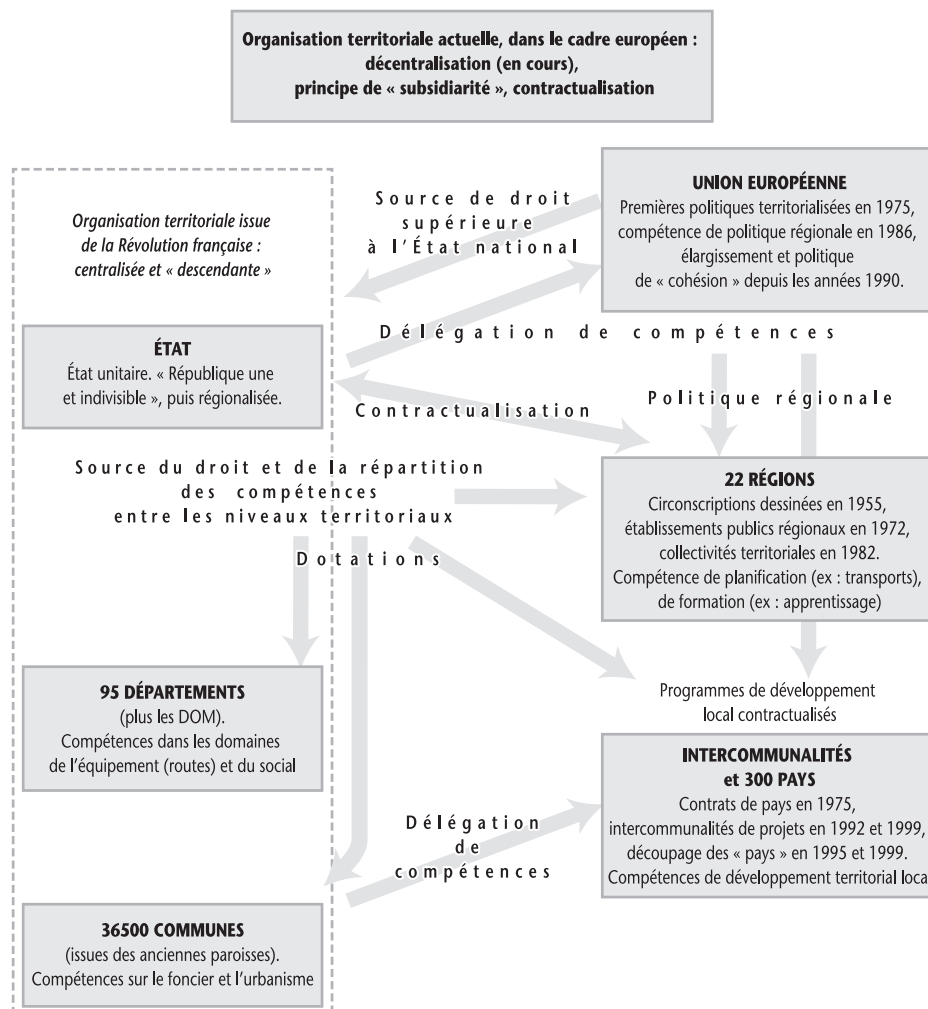 Organisation territoriale actuelle, dans le cadre européen :
décentralisation (en cours),
principe de « subsidiarité », contractualisation
Organisation territoriale issue
de la Révolution française :
centralisée et « descendante »
Source de droit
supérieure
à l'État national
UNION EUROPÉENNE
Premières politiques territorialisées en 1975,
compétence de politique régionale en 1986,
élargissement et politique
de « cohésion » depuis les années 1990.
Délégation de compétences
ÉTAT
État unitaire. « République une
et indivisible », puis régionalisée.
Contractualisation
Politique régionale
Source du droit et de la répartition
des compétences
entre les niveaux territoriaux
Dotations
22 RÉGIONS
Circonscriptions dessinées en 1955,
établissements publics régionaux en 1972,
collectivités territoriales en 1982.
Compétence de planification (ex : transports),
de formation (ex : apprentissage)
95 DÉPARTEMENTS
(plus les DOM).
Compétences dans les domaines
de l'équipement (routes) et du social
Programmes de développement
local contractualisés
INTERCOMMUNALITÉS
et 300 PAYS
Contrats de pays en 1975,
intercommunalités de projets en 1992 et 1999,
découpage des « pays » en 1995 et 1999.
Compétences de développement territorial local
Délégation
de
compétences
36500 COMMUNES
(issues des anciennes paroisses).
Compétences sur le foncier et l'urbanisme